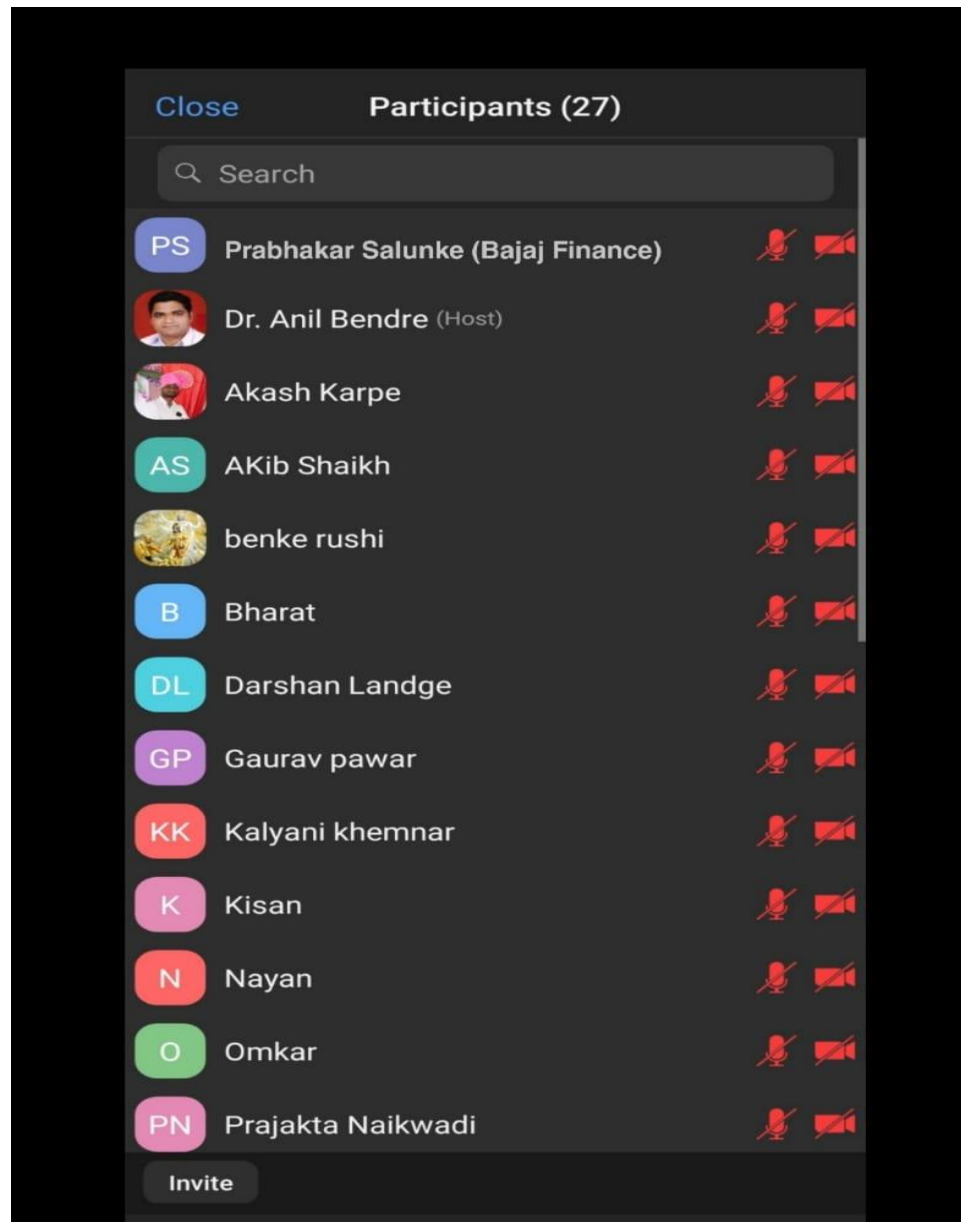 Close Participants (27)
Search
PS Prabhakar Salunke (Bajaj Finance)
Dr. Anil Bendre (Host)
Akash Karpe
AS AKib Shaikh
benke rushi
B Bharat
DL Darshan Landge
GP Gaurav pawar
KK Kalyani khemnar
K Kisan
N Nayan
O Omkar
PN Prajakta Naikwadi
Invite